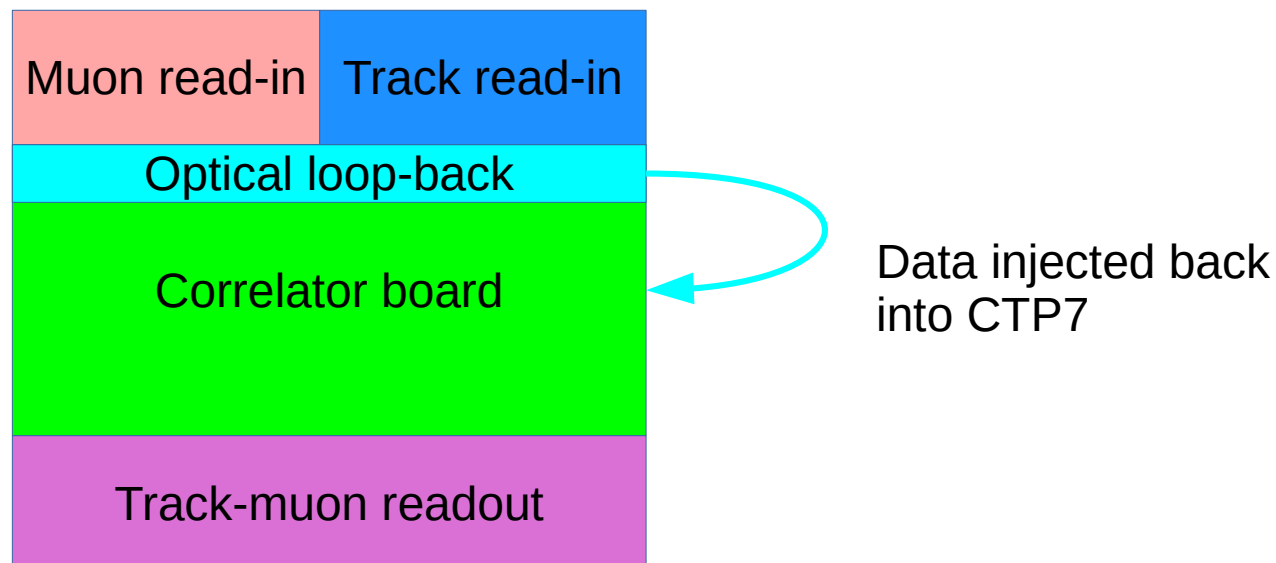 Muon read-in
Track read-in
Optical loop-back
Correlator board
Data injected back
into CTP7
Track-muon readout